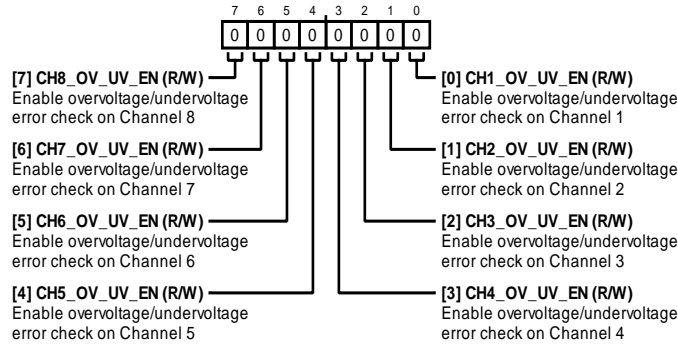 7 6 5 4 3 2 1 0
0 0 0 0 0 0 0 0
[7] CH8_OV_UV_EN (R/W)
Enable overvoltage/undervoltage
error check on Channel 8
[6] CH7_OV_UV_EN (R/W)
Enable overvoltage/undervoltage
error check on Channel 7
[5] CH6_OV_UV_EN (R/W)
Enable overvoltage/undervoltage
error check on Channel 6
[4] CH5_OV_UV_EN (R/W)
Enable overvoltage/undervoltage
error check on Channel 5
[0] CH1_OV_UV_EN (R/W)
Enable overvoltage/undervoltage
error check on Channel 1
[1] CH2_OV_UV_EN (R/W)
Enable overvoltage/undervoltage
error check on Channel 2
[2] CH3_OV_UV_EN (R/W)
Enable overvoltage/undervoltage
error check on Channel 3
[3] CH4_OV_UV_EN (R/W)
Enable overvoltage/undervoltage
error check on Channel 4